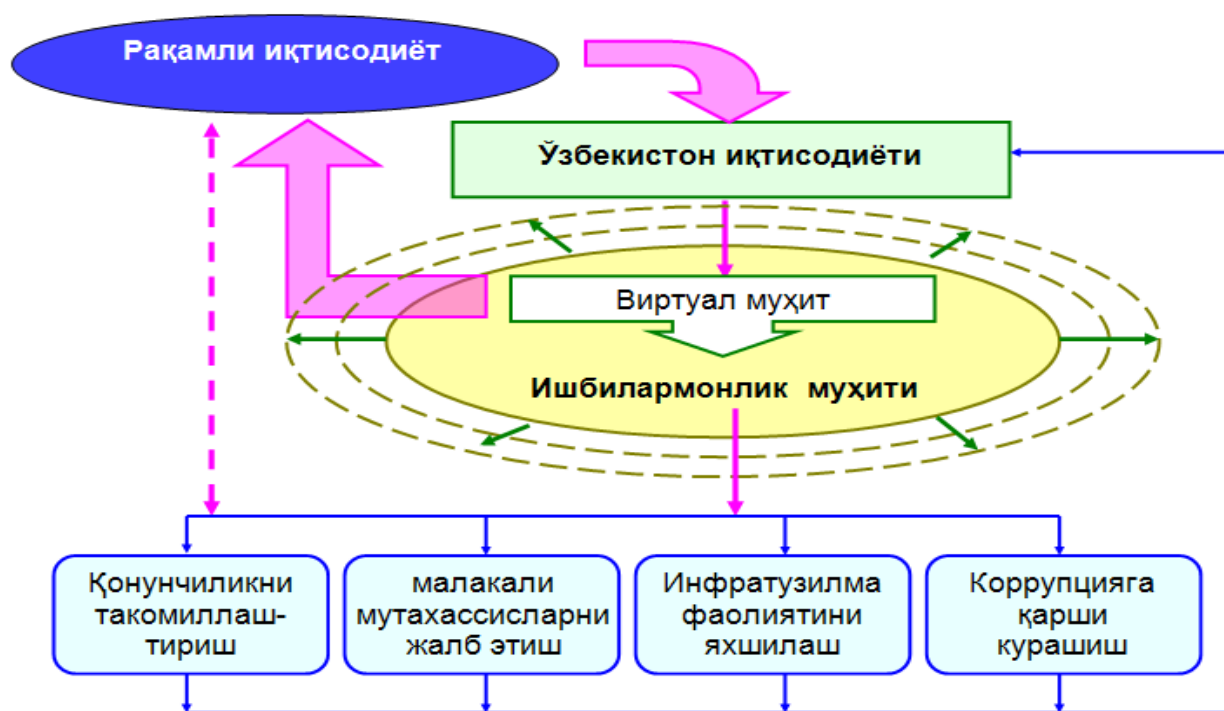 Рақамли иқтисодиёт
Ўзбекистон иқтисодиёти
Виртуал муҳит
Ишбилармонлик муҳити
Қонунчиликни
такомиллаш-
тириш
малакали
мутахассисларни
жалб этиш
Инфратузилма
фаолиятини
яхшилаш
Коррупцияга
қарши
курашиш